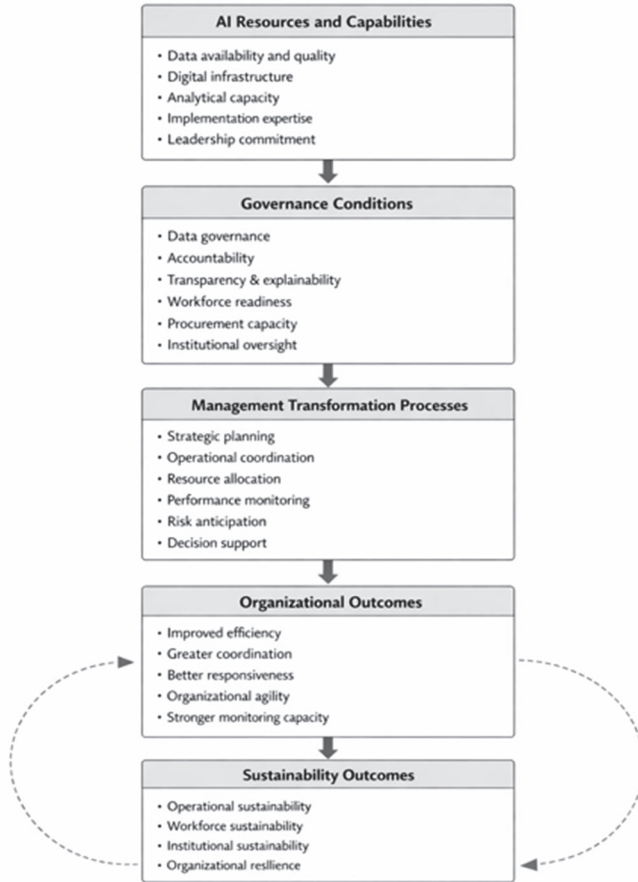 AI Resources and Capabilities
• Data availability and quality
• Digital infrastructure
• Analytical capacity
• Implementation expertise
• Leadership commitment
Governance Conditions
• Data governance
• Accountability
• Transparency & explainability
• Workforce readiness
• Procurement capacity
• Institutional oversight
Management Transformation Processes
• Strategic planning
• Operational coordination
• Resource allocation
• Performance monitoring
• Risk anticipation
• Decision support
Organizational Outcomes
• Improved efficiency
• Greater coordination
• Better responsiveness
• Organizational agility
• Stronger monitoring capacity
Sustainability Outcomes
• Operational sustainability
• Workforce sustainability
• Institutional sustainability
• Organizational resllience